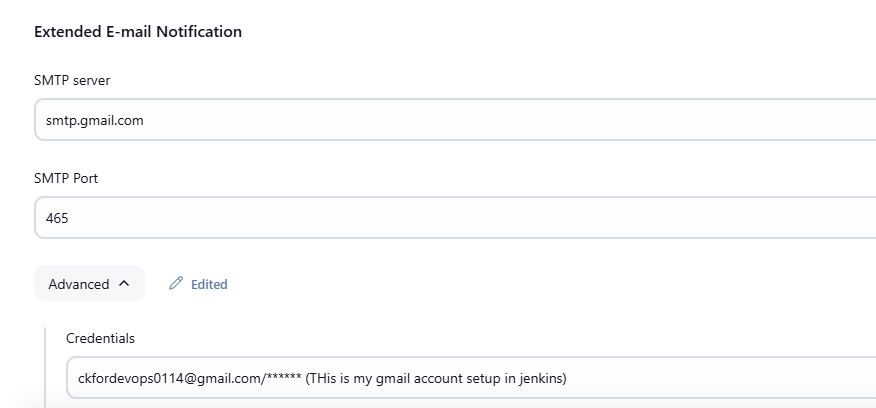 Extended E-mail Notification
SMTP server
smtp.gmail.com
SMTP Port
465
Advanced
Edited
Credentials
ckfordevops0114@gmail.com/****** (THis is my gmail account setup in jenkins)